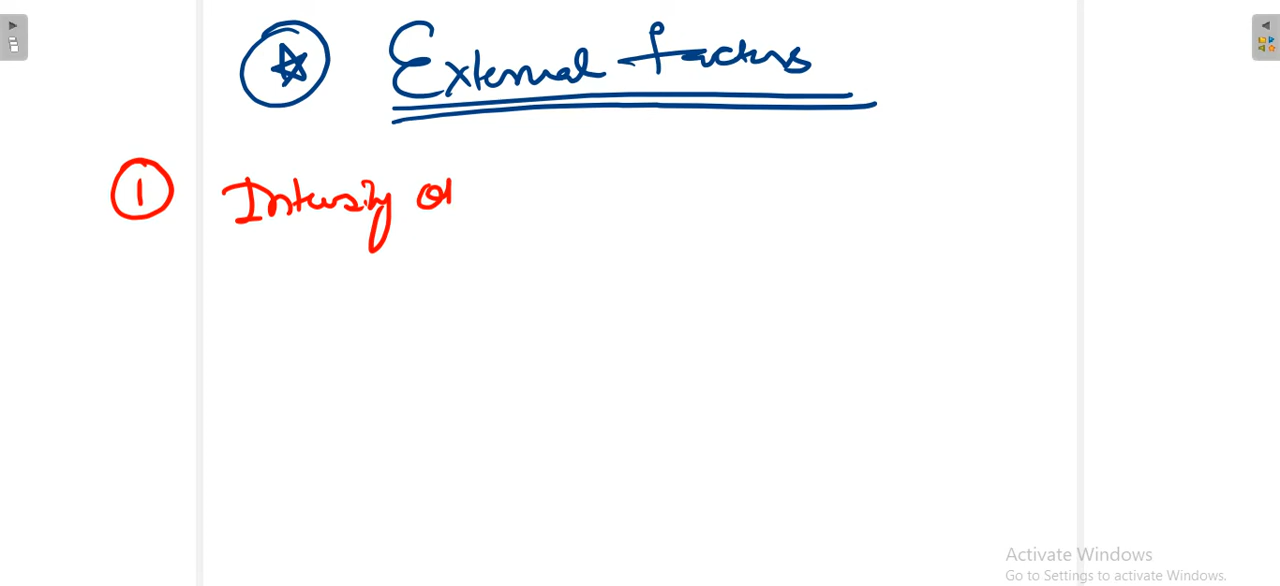 External factors
1 Intensity of
Activate Windows
Go to Settings to activate Windows.